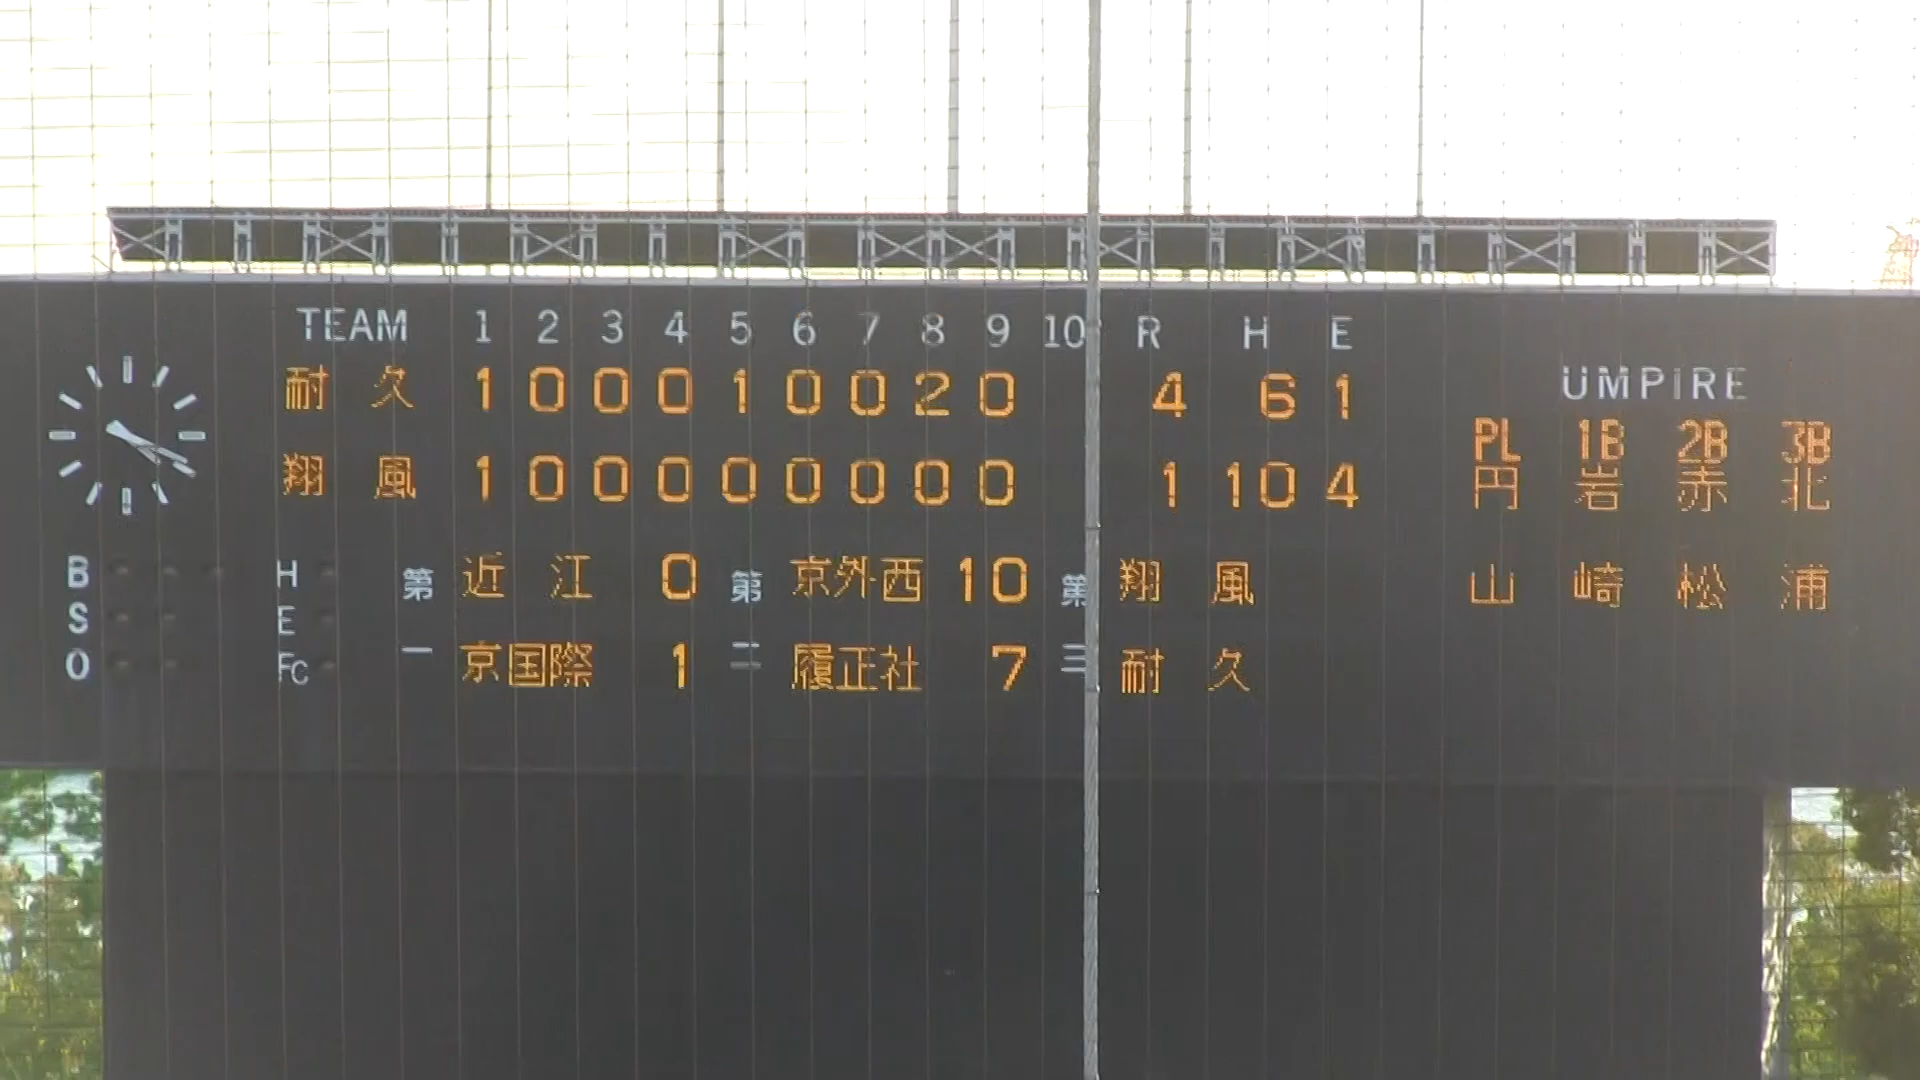 TEAM 1 2 3 4 5 6 7 8 9 10 R H E
耐久 1 0 0 0 1 0 0 2 0 4 6 1
翔風 1 0 0 0 0 0 0 0 0 1 10 4
UMPIRE
PL 1B 2B 3B
円 岩 赤 北
山 崎 松 浦
B H 第 近江 0 第 京外西 10 第 翔風
S E
O FC 一 京国際 1 二 履正社 7 三 耐久